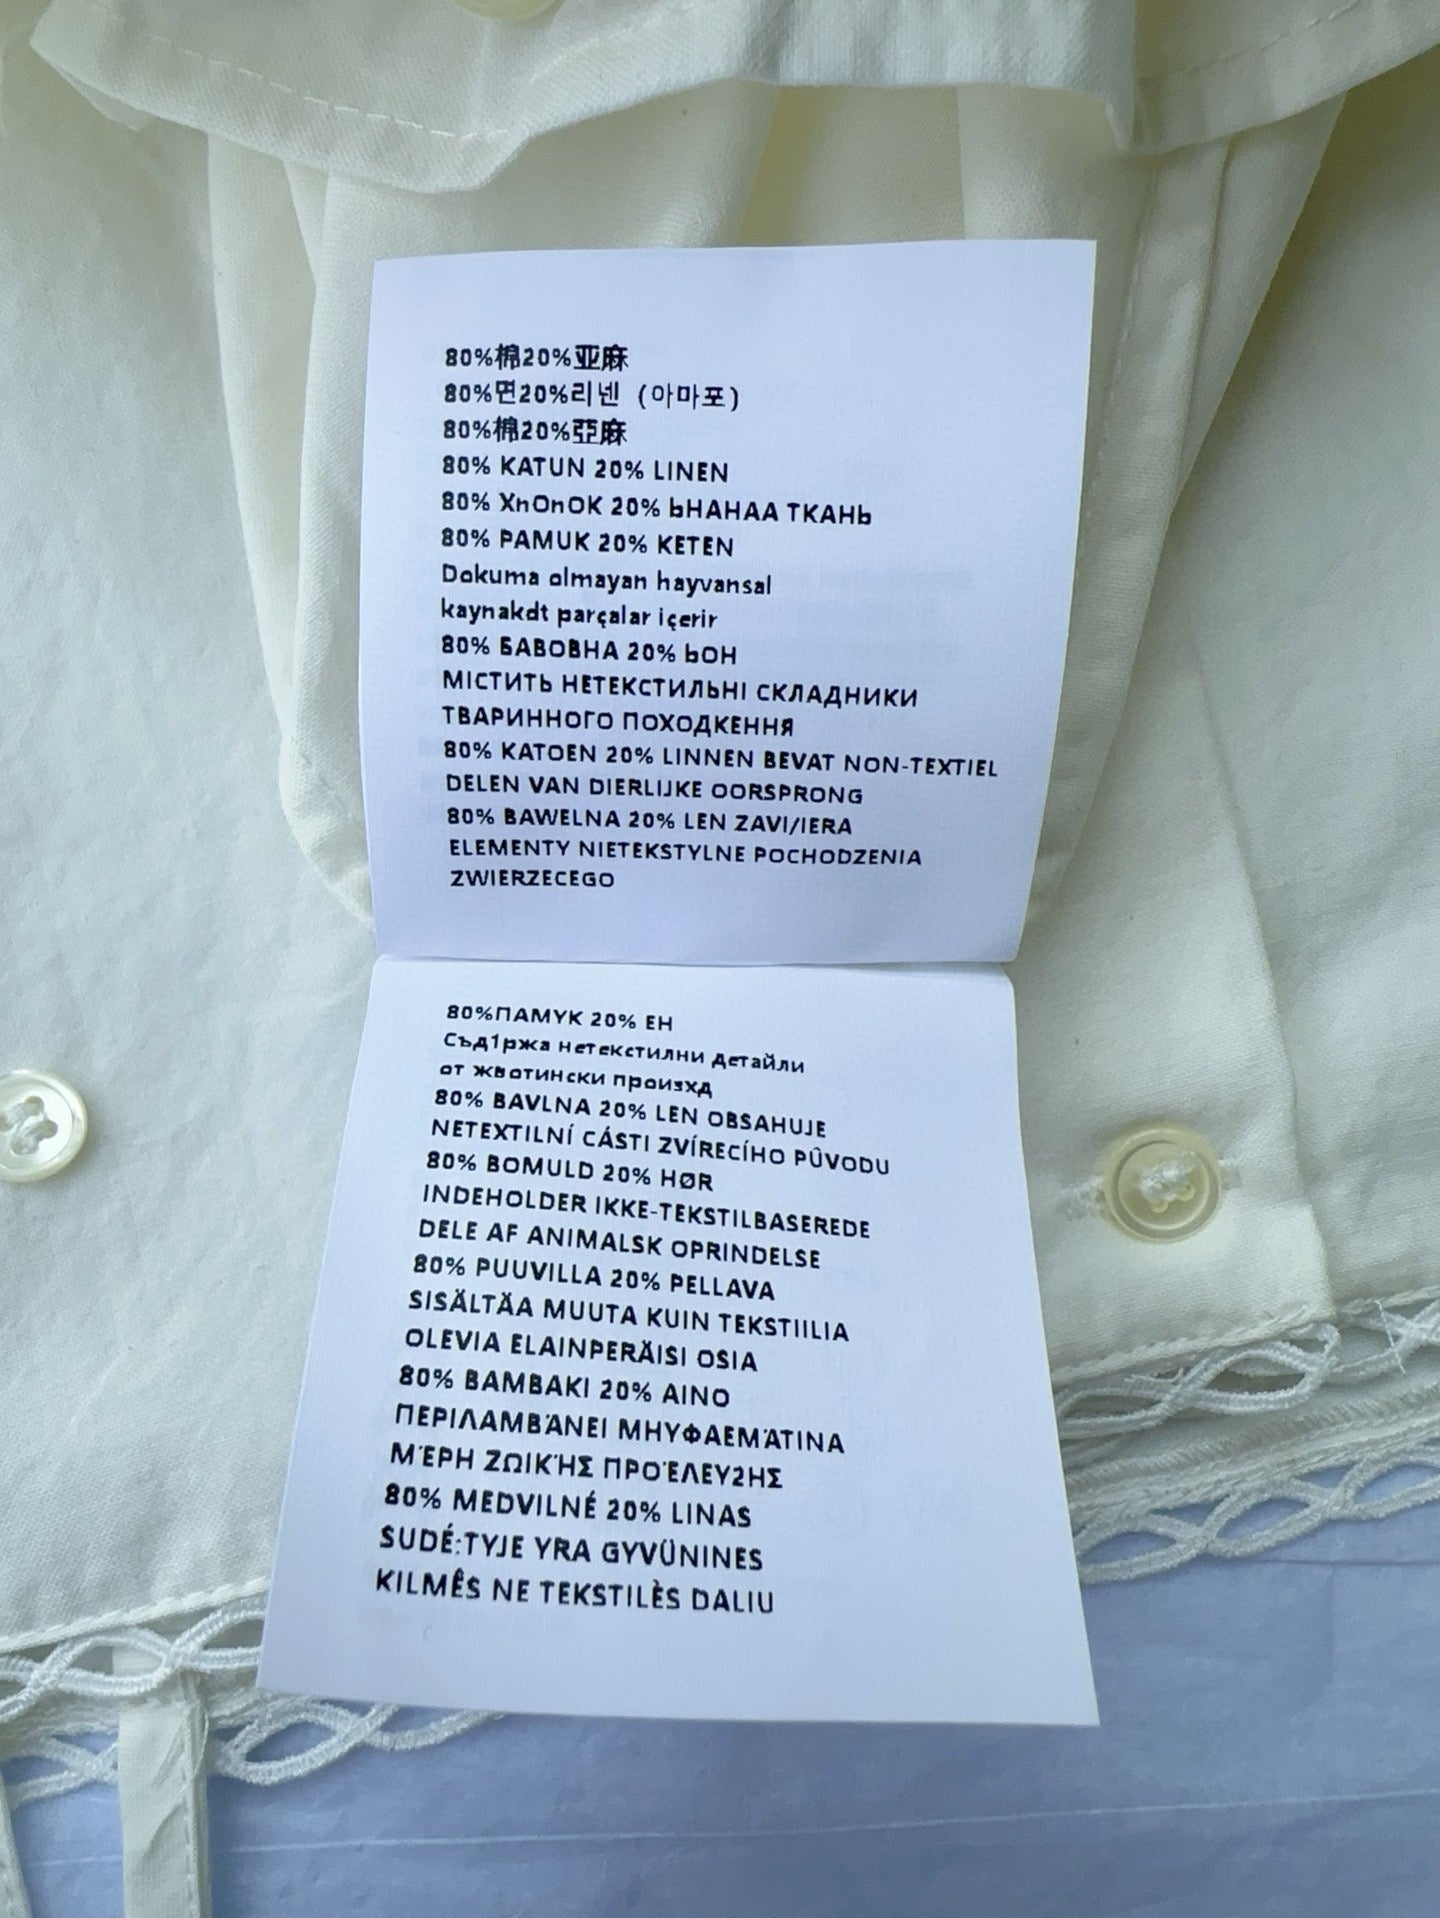 80%棉20%亚麻
80%면20%리넨 (아마포)
80%棉20%亞麻
80% KATUN 20% LINEN
80% XnOnOK 20% ЬHAHAA TKAHЬ
80% PAMUK 20% KETEN
Dokuma olmayan hayvansal
kaynakdt parçalar içerir
80% БАВОВНА 20% ЬОН
МІСТИТЬ НЕТЕКСТИЛЬНІ СКЛАДНИКИ
ТВАРИННОГО ПОХОДКЕННЯ
80% KATOEN 20% LINNEN BEVAT NON-TEXTIEL
DELEN VAN DIERLIJKE OORSPRONG
80% BAWELNA 20% LEN ZAVI/IERA
ELEMENTY NIETEKSTYLNE POCHODZENIA
ZWIERZECEGO
80%ПАМУК 20% ЕН
Съд1ржа нетекстилни детайли
от жвотински произхд
80% BAVLNA 20% LEN OBSAHUJE
NETEXTILNÍ CÁSTI ZVÍRECÍHO PŮVODU
80% BOMULD 20% HØR
INDEHOLDER IKKE-TEKSTILBASEREDE
DELE AF ANIMALSK OPRINDELSE
80% PUUVILLA 20% PELLAVA
SISÄLTÄA MUUTA KUIN TEKSTIILIA
OLEVIA ELAINPERÄISI OSIA
80% BAMBAKI 20% AINO
ΠΕΡΙΛΑΜΒΆΝΕΙ ΜΗΥΦΑΕΜΆΤΙΝΑ
ΜΈΡΗ ΖΩΙΚΉΣ ΠΡΟΈΛΕΥ2ΗΣ
80% MEDVILNÉ 20% LINAS
SUDÉ:TYJE YRA GYVŪNINES
KILMÊS NE TEKSTILÈS DALIU